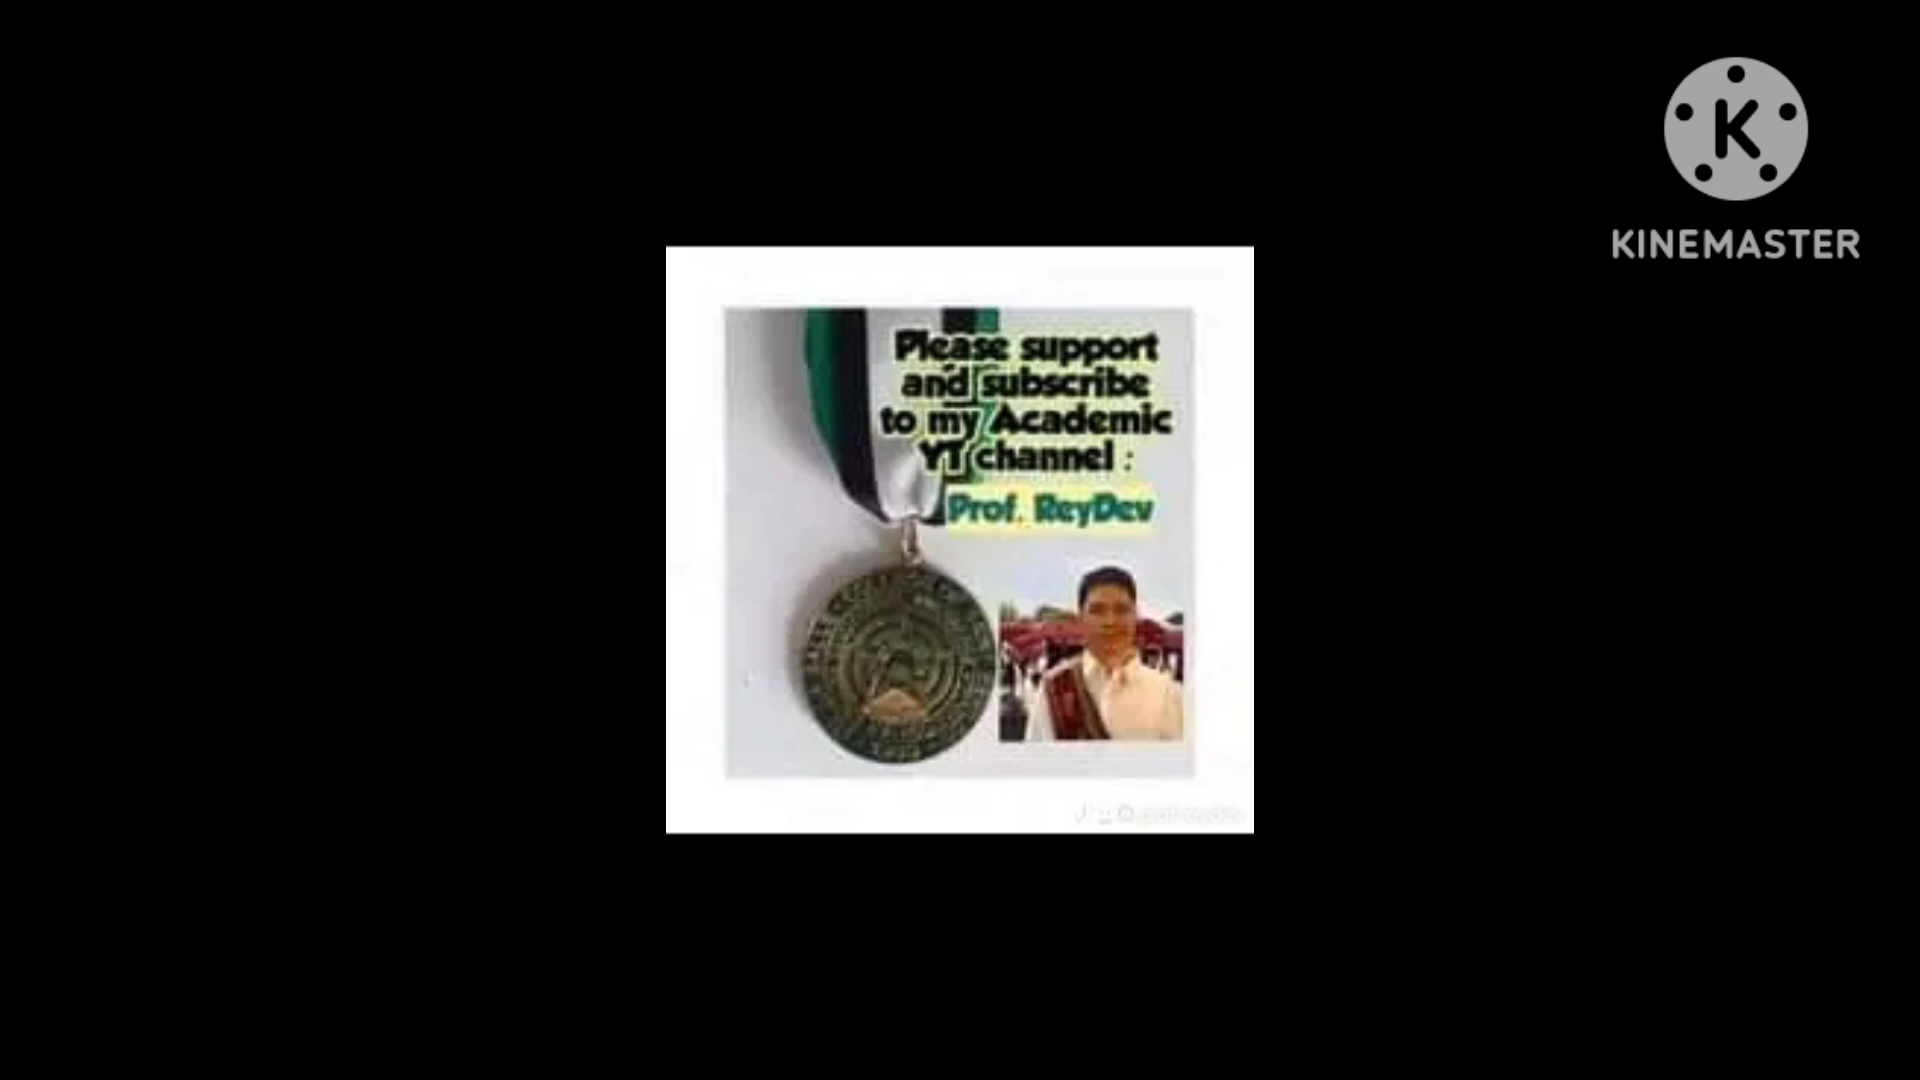 K
KINEMASTER
Please support
and subscribe
to my Academic
YT channel :
Prof. ReyDev